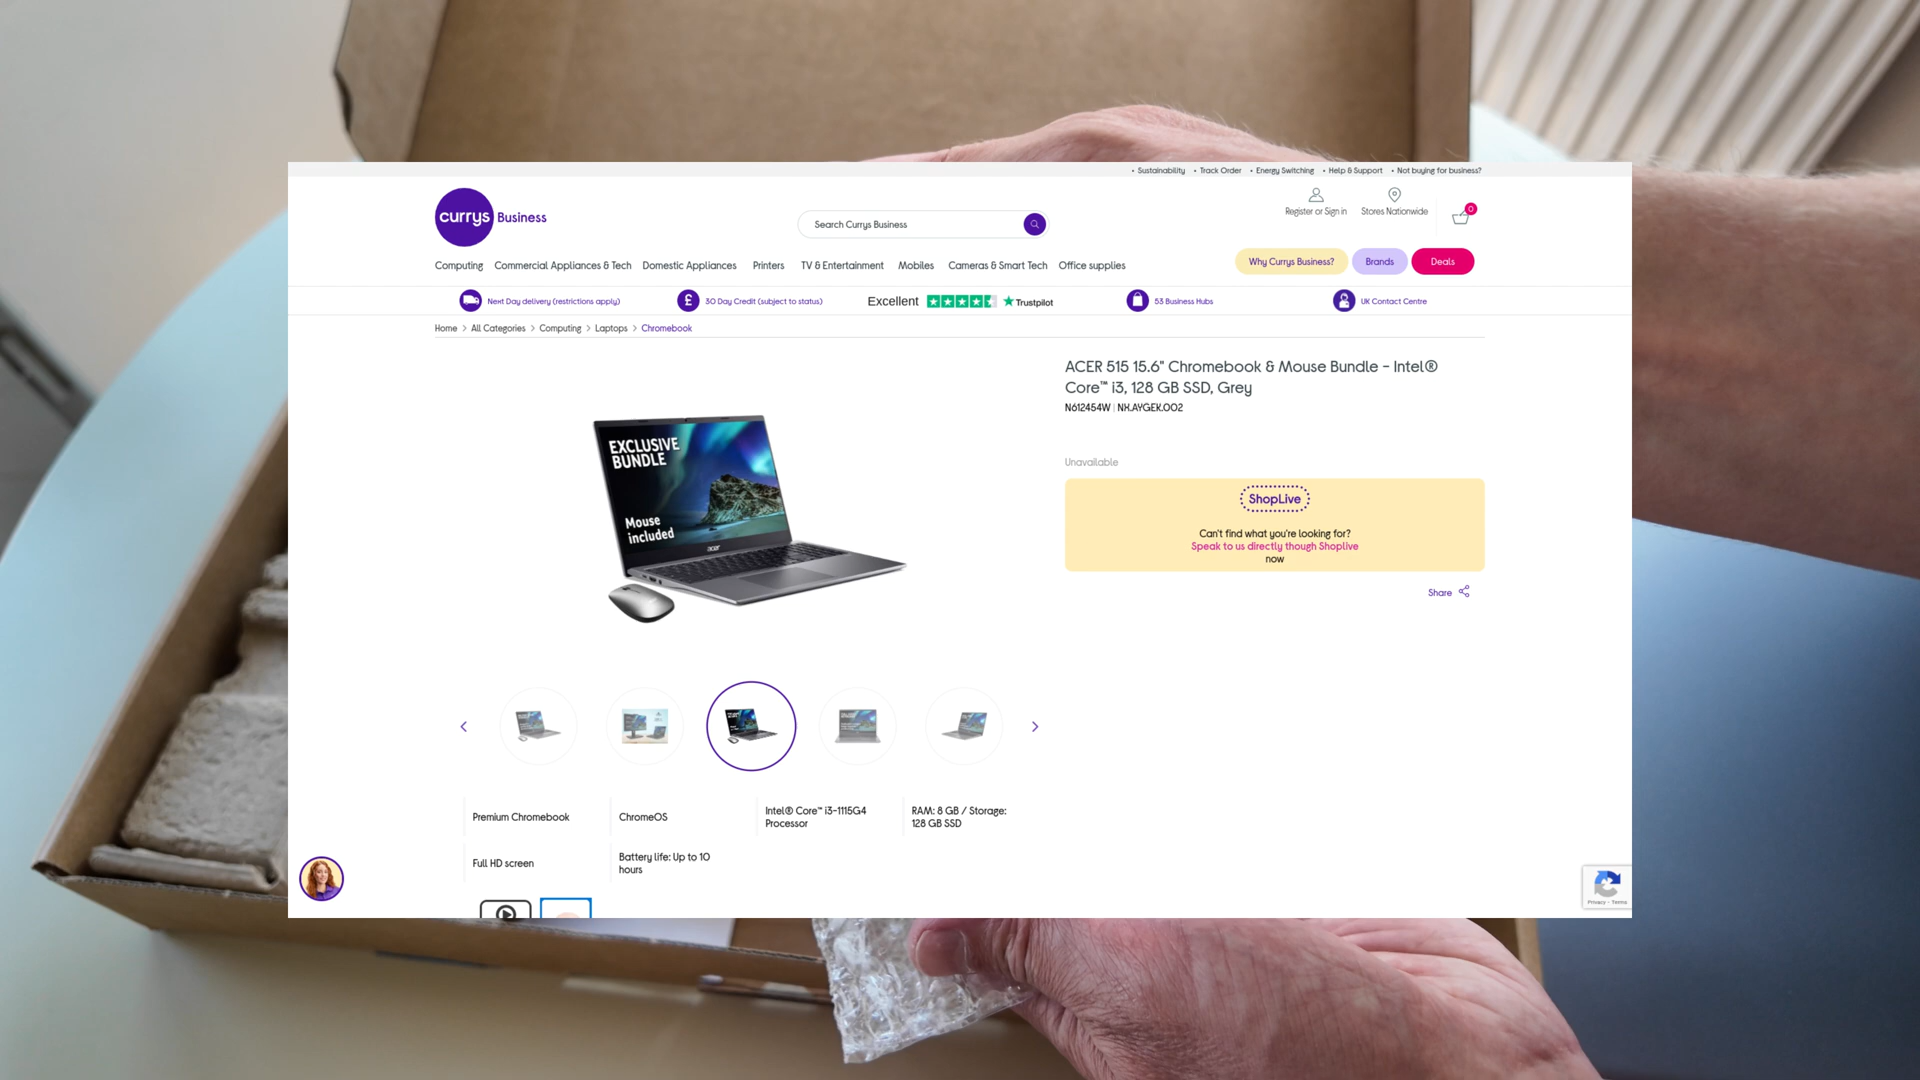 • Sustainability • Track Order • Energy Switching • Help & Support • Not buying for business?
currys Business
Search Currys Business
Register or Sign in
Stores Nationwide
0
Computing Commercial Appliances & Tech Domestic Appliances Printers TV & Entertainment Mobiles Cameras & Smart Tech Office supplies
Why Currys Business? Brands Deals
Next Day delivery (restrictions apply)
£ 30 Day Credit (subject to status)
Excellent Trustpilot
53 Business Hubs
UK Contact Centre
Home > All Categories > Computing > Laptops > Chromebook
ACER 515 15.6" Chromebook & Mouse Bundle - Intel®
Core™ i3, 128 GB SSD, Grey
N612454W | NX.AYGEK.002
EXCLUSIVE
BUNDLE
Mouse
included
acer
Unavailable
ShopLive
Can't find what you're looking for?
Speak to us directly though Shoplive
now
Share
Premium Chromebook
ChromeOS
Intel® Core™ i3-1115G4
Processor
RAM: 8 GB / Storage:
128 GB SSD
Full HD screen
Battery life: Up to 10
hours
Privacy - Terms